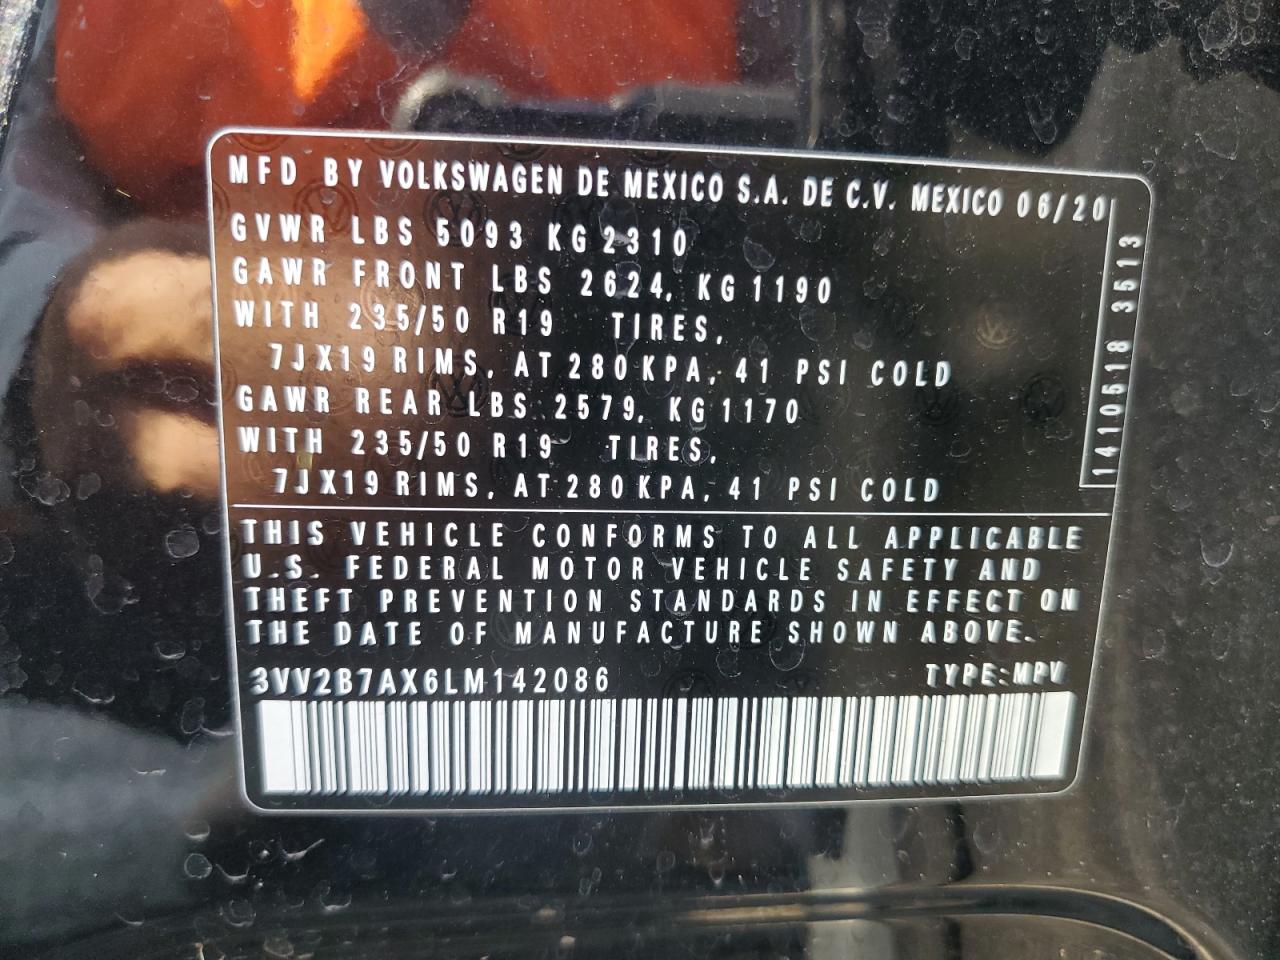 MFD BY VOLKSWAGEN DE MEXICO S.A. DE C.V. MEXICO 06/20
GVWR LBS 5093 KG 2310
GAWR FRONT LBS 2624, KG 1190
WITH 235/50 R19 TIRES,
7JX19 RIMS, AT 280 KPA, 41 PSI COLD
GAWR REAR LBS 2579, KG 1170
WITH 235/50 R19 TIRES,
7JX19 RIMS, AT 280 KPA, 41 PSI COLD
1410518 3513
THIS VEHICLE CONFORMS TO ALL APPLICABLE
U.S. FEDERAL MOTOR VEHICLE SAFETY AND
THEFT PREVENTION STANDARDS IN EFFECT ON
THE DATE OF MANUFACTURE SHOWN ABOVE.
3VV2B7AX6LM142086 TYPE:MPV